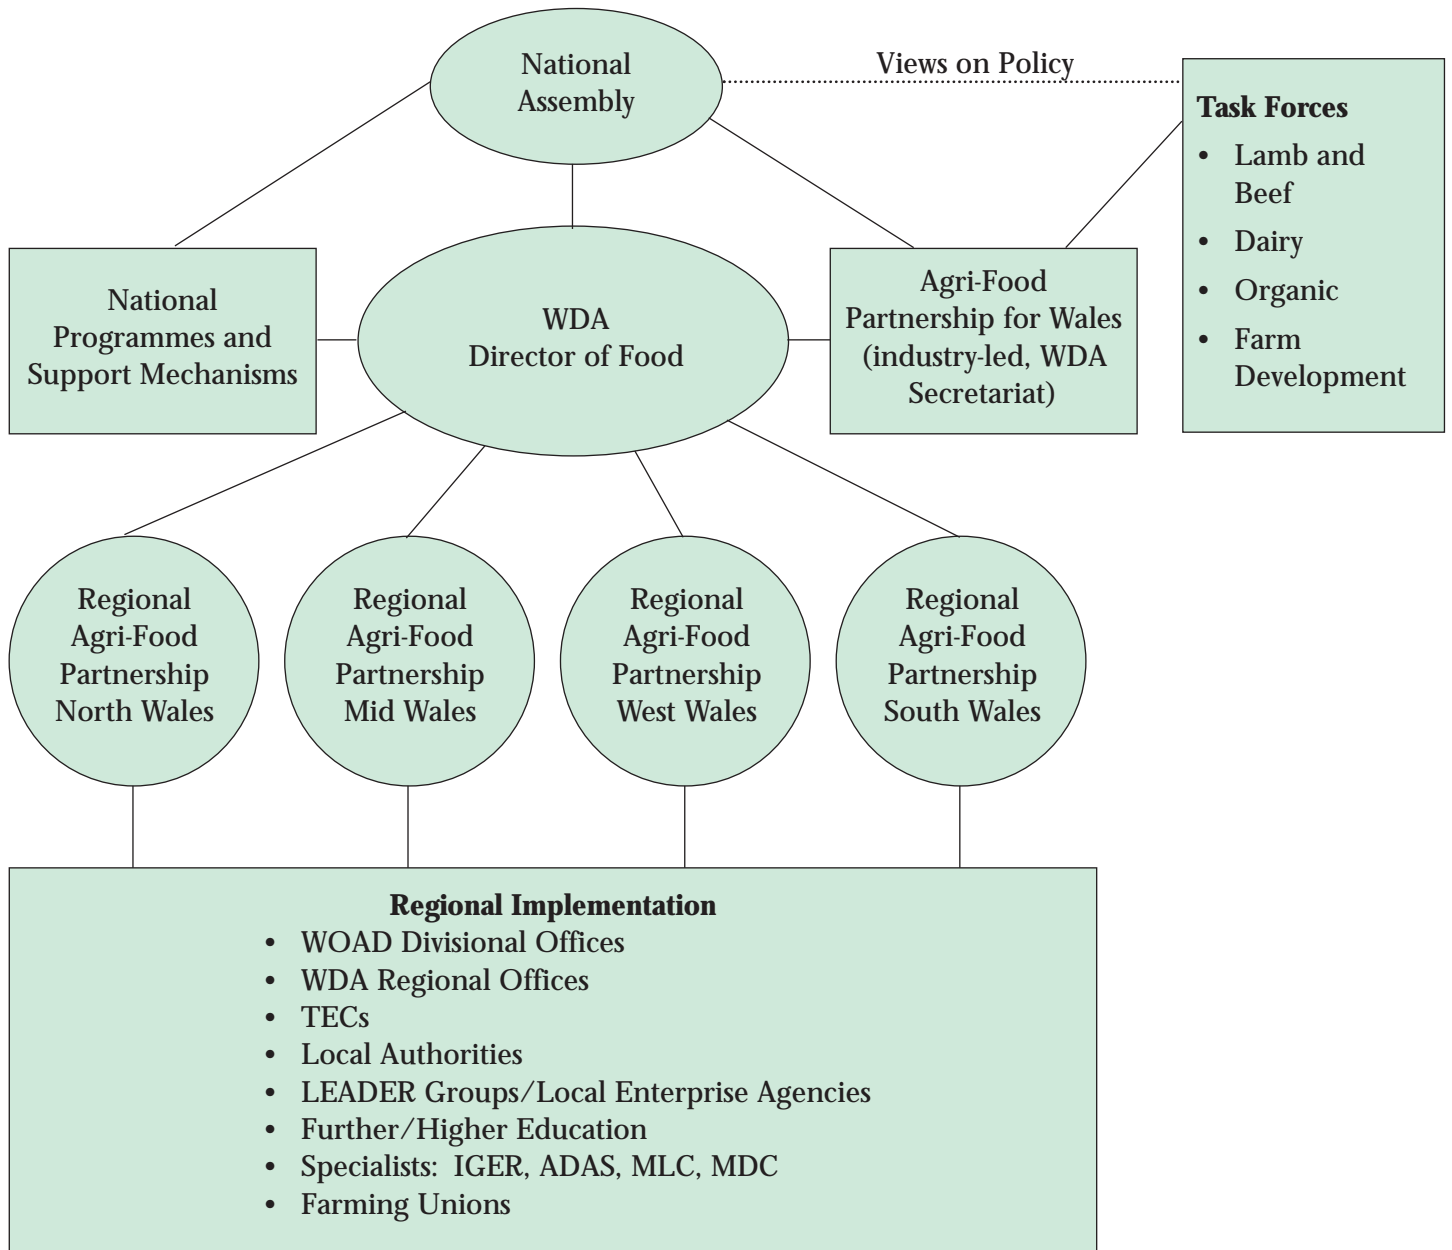 National
Assembly
Views on Policy
Task Forces
• Lamb and
Beef
• Dairy
• Organic
• Farm
Development
National
Programmes and
Support Mechanisms
WDA
Director of Food
Agri-Food
Partnership for Wales
(industry-led, WDA
Secretariat)
Regional
Agri-Food
Partnership
North Wales
Regional
Agri-Food
Partnership
Mid Wales
Regional
Agri-Food
Partnership
West Wales
Regional
Agri-Food
Partnership
South Wales
Regional Implementation
• WOAD Divisional Offices
• WDA Regional Offices
• TECs
• Local Authorities
• LEADER Groups/Local Enterprise Agencies
• Further/Higher Education
• Specialists: IGER, ADAS, MLC, MDC
• Farming Unions